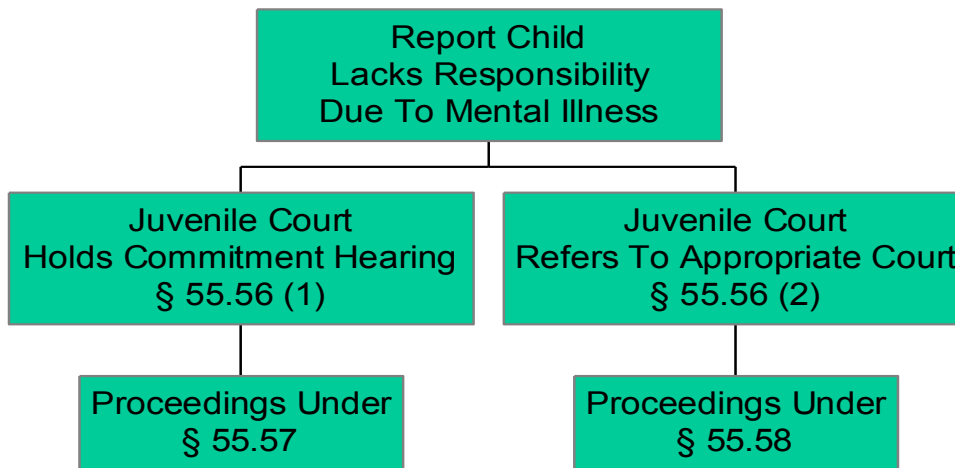 Report Child
Lacks Responsibility
Due To Mental Illness
Juvenile Court
Holds Commitment Hearing
§ 55.56 (1)
Juvenile Court
Refers To Appropriate Court
§ 55.56 (2)
Proceedings Under
§ 55.57
Proceedings Under
§ 55.58